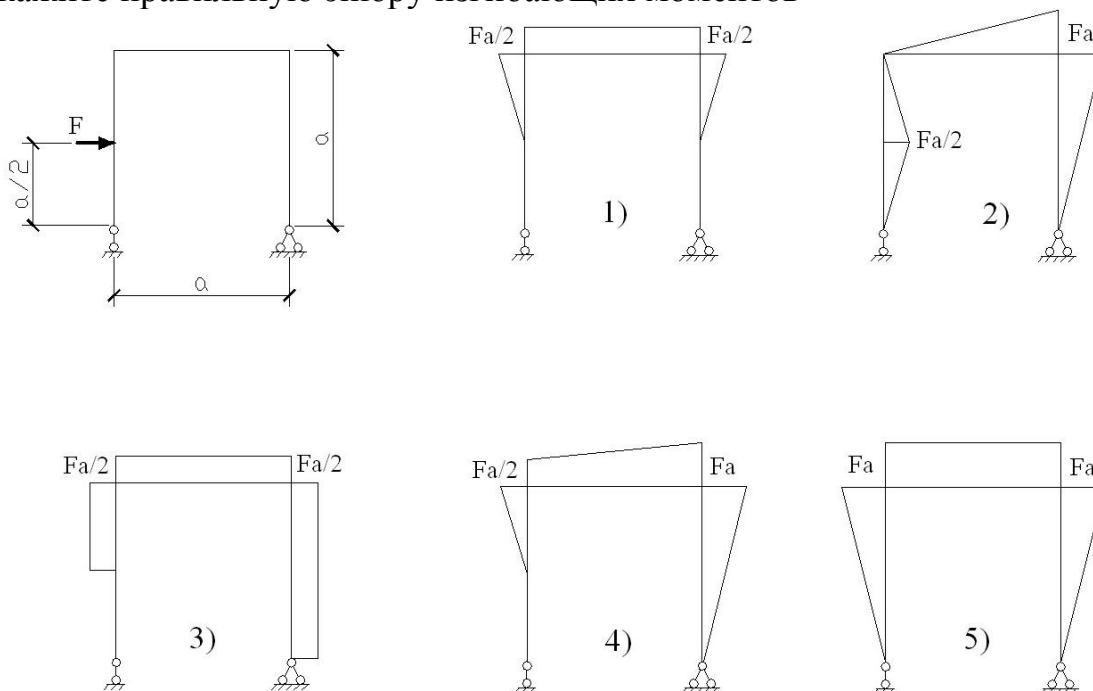 кажите правильную эпюру изгибающих моментов
F
a/2
a
a
Fa/2 Fa/2
1)
Fa
Fa/2
2)
Fa/2 Fa/2
3)
Fa/2 Fa
4)
Fa Fa
5)